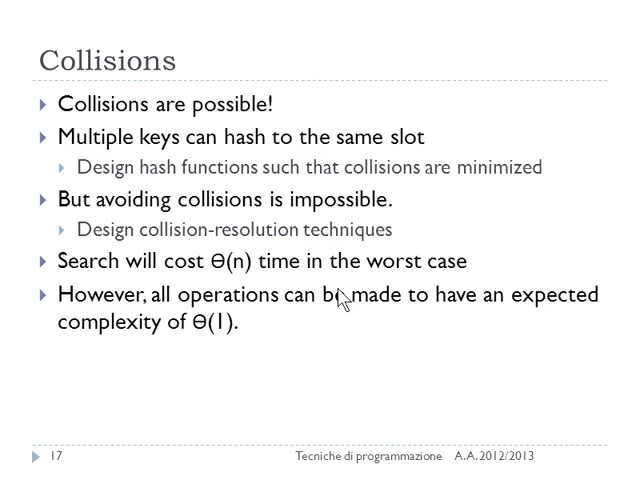 Collisions
Collisions are possible!
Multiple keys can hash to the same slot
Design hash functions such that collisions are minimized
But avoiding collisions is impossible.
Design collision-resolution techniques
Search will cost Ө(n) time in the worst case
However, all operations can be made to have an expected
complexity of Ө(1).
17 Tecniche di programmazione A.A. 2012/2013